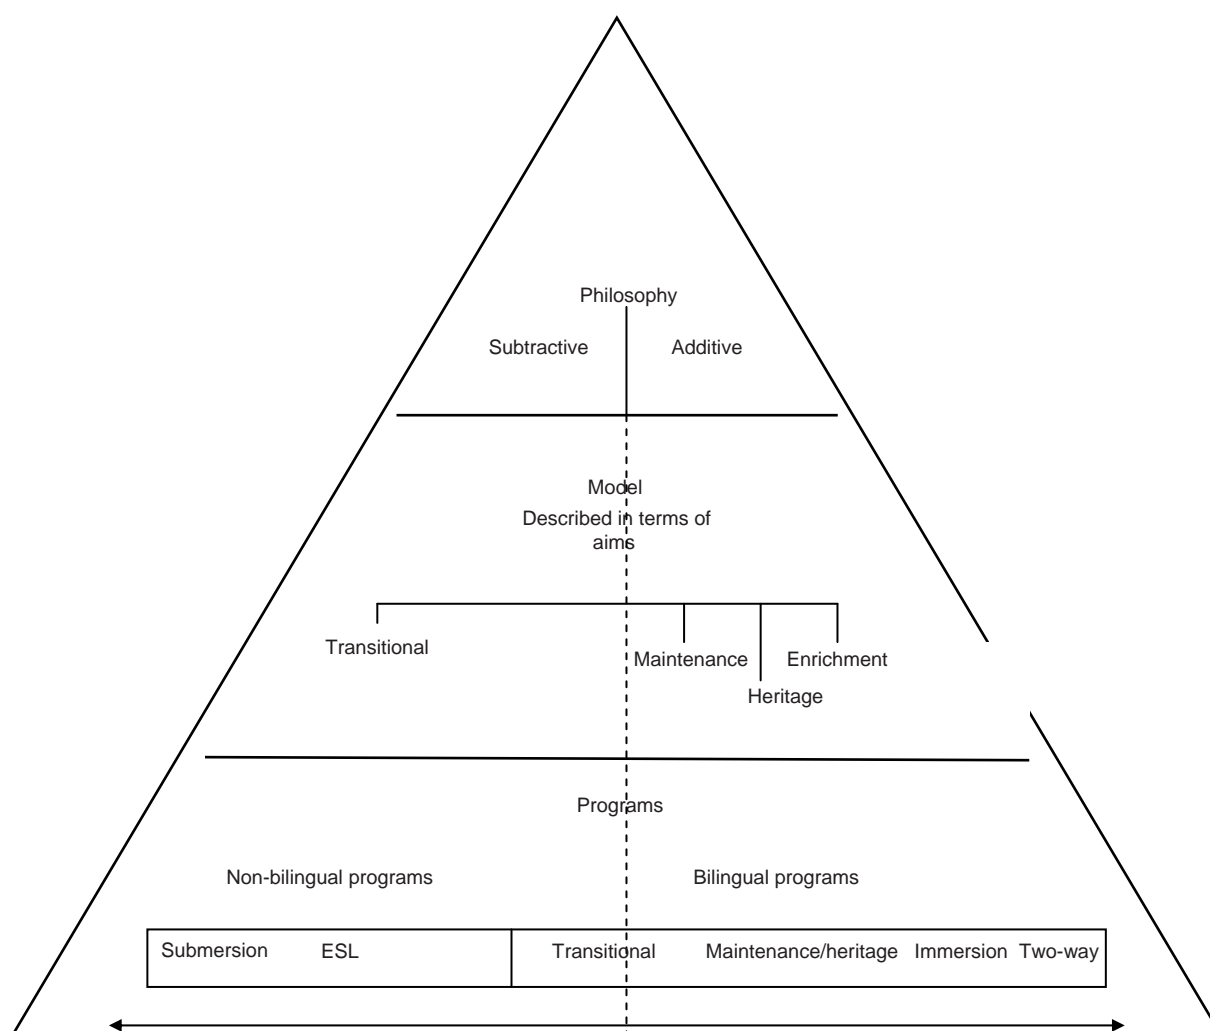 Philosophy
Subtractive Additive
Model
Described in terms of
aims
Transitional
Maintenance Enrichment
Heritage
Programs
Non-bilingual programs Bilingual programs
Submersion ESL Transitional Maintenance/heritage Immersion Two-way